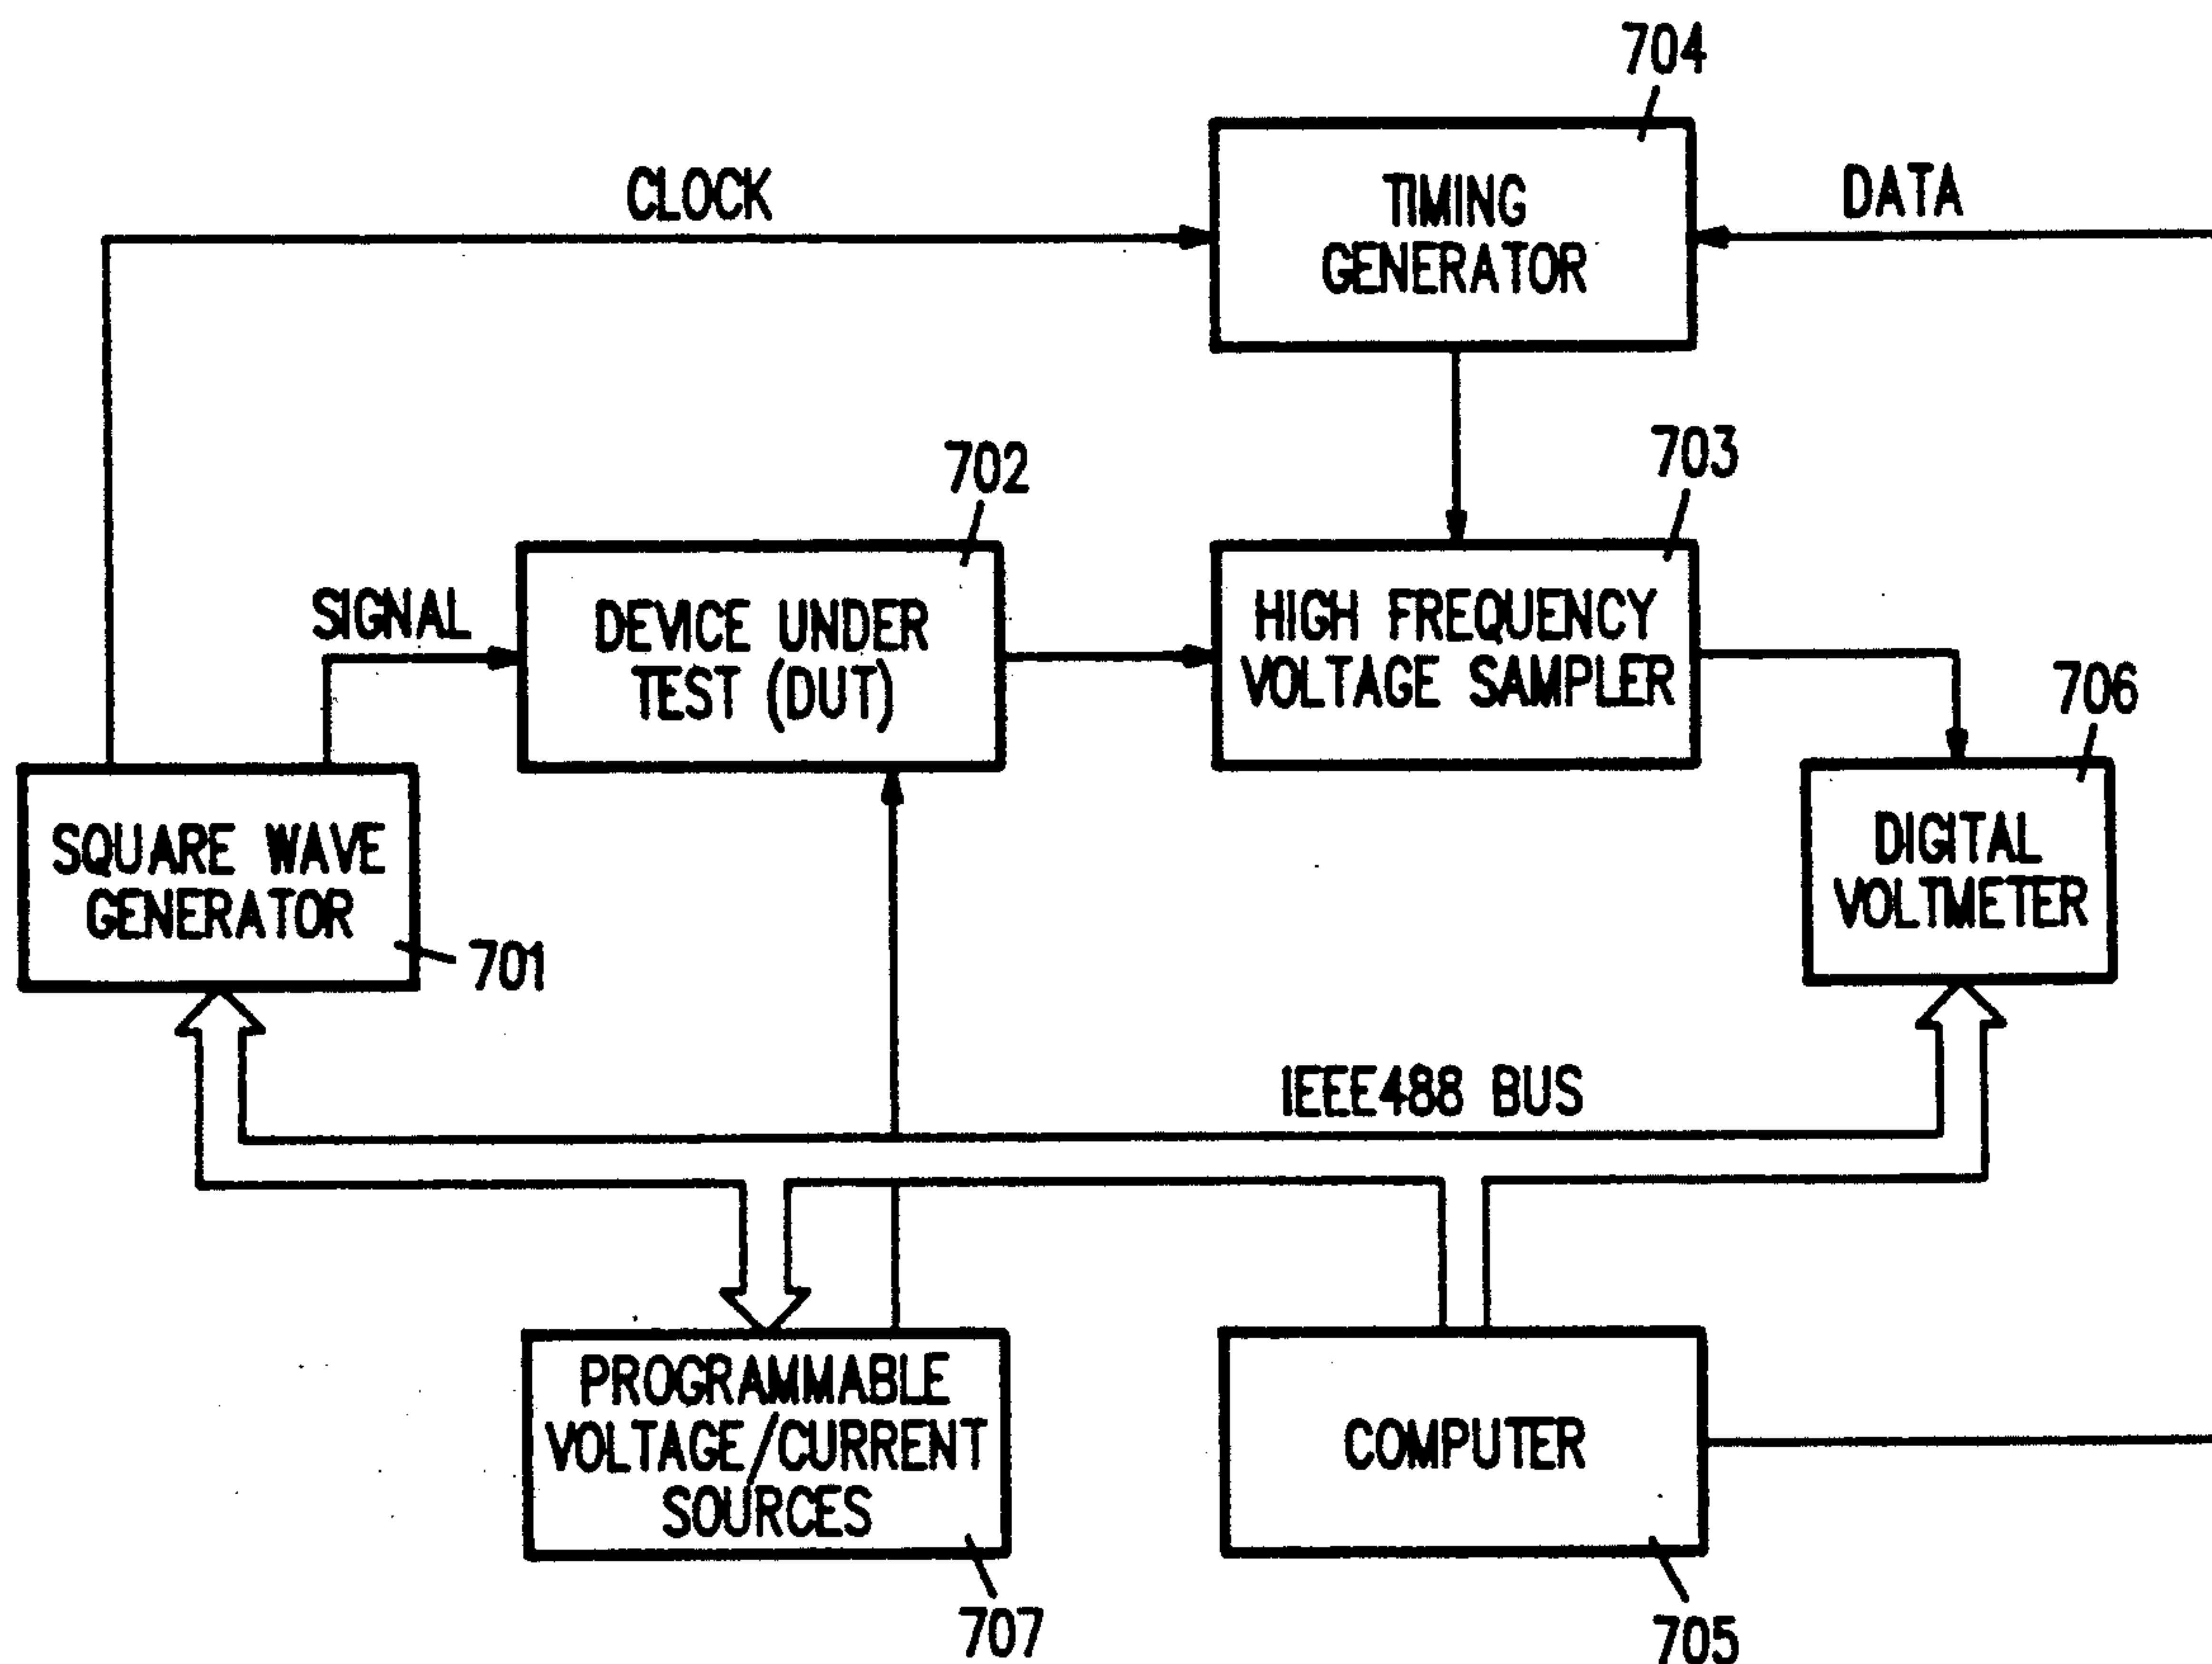 704
CLOCK
TIMING
GENERATOR
DATA
702
703
SIGNAL
DEVICE UNDER
TEST (DUT)
HIGH FREQUENCY
VOLTAGE SAMPLER
706
SQUARE WAVE
GENERATOR
701
DIGITAL
VOLTMETER
IEEE488 BUS
PROGRAMMABLE
VOLTAGE/CURRENT
SOURCES
COMPUTER
707
705